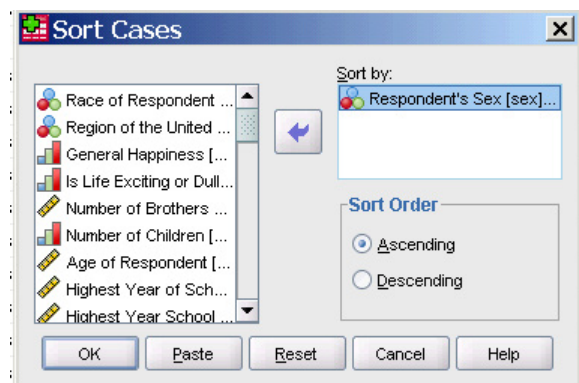 Sort Cases
Race of Respondent ...
Region of the United ...
General Happiness [...
Is Life Exciting or Dull...
Number of Brothers ...
Number of Children [...
Age of Respondent [...
Highest Year of Sch...
Highest Year School ...
Sort by:
Respondent's Sex [sex]...
Sort Order
Ascending
Descending
OK
Paste
Reset
Cancel
Help